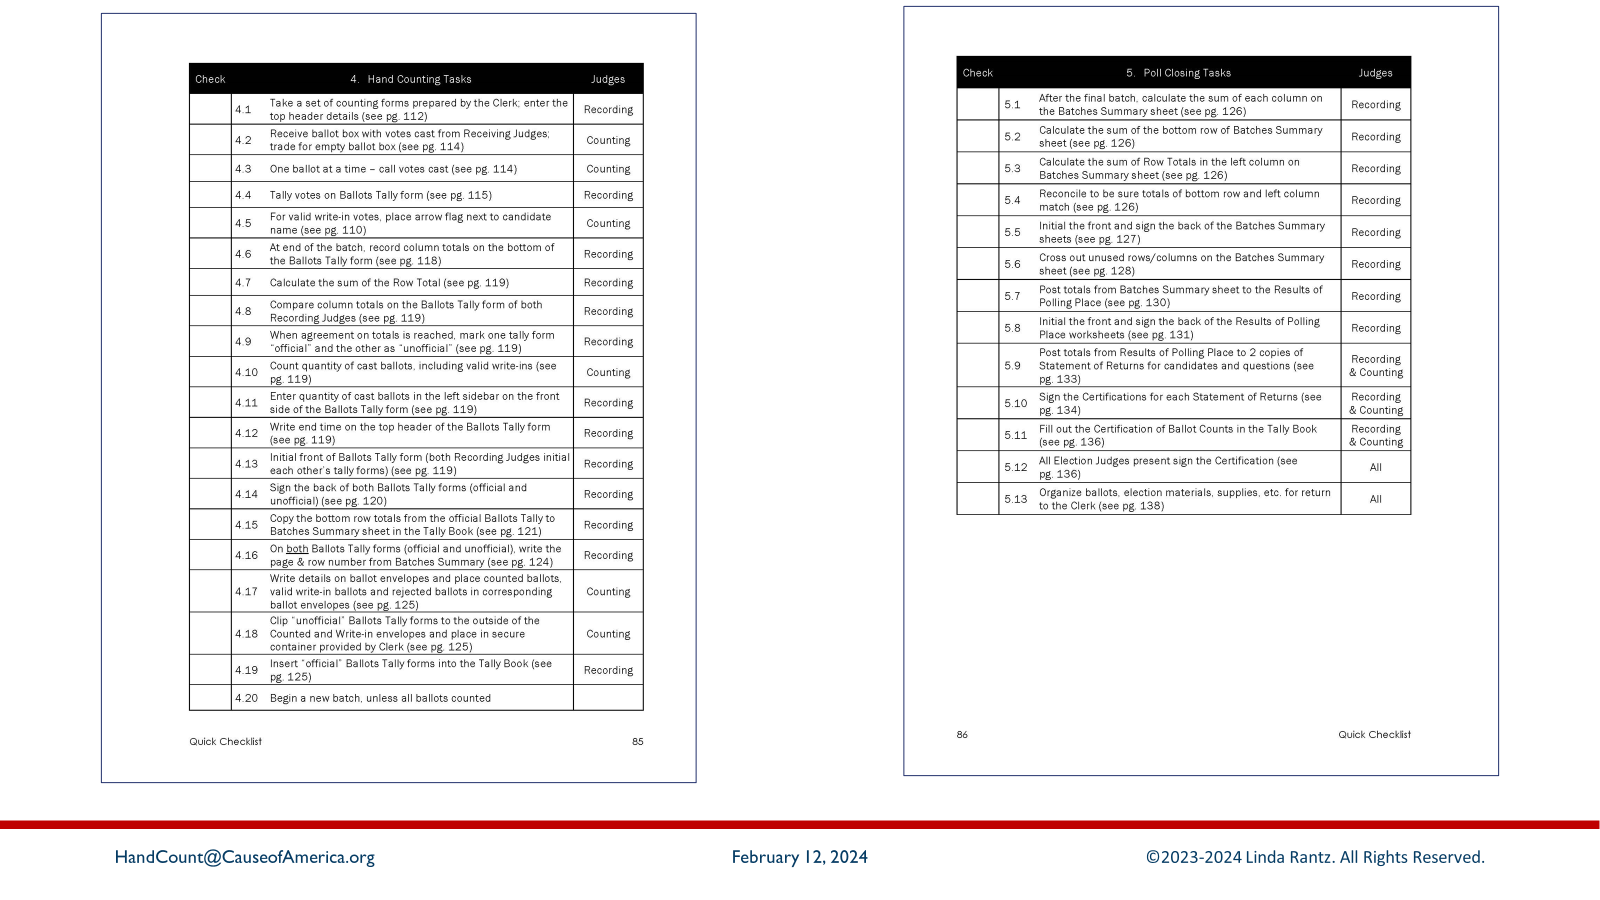 Check 4. Hand Counting Tasks Judges
4.1 Take a set of counting forms prepared by the Clerk; enter the
top header details (see pg. 112) Recording
4.2 Receive ballot box with votes cast from Receiving Judges;
trade for empty ballot box (see pg. 114) Counting
4.3 One ballot at a time – call votes cast (see pg. 114) Counting
4.4 Tally votes on Ballots Tally form (see pg. 115) Recording
4.5 For valid write-in votes, place arrow flag next to candidate
name (see pg. 110) Counting
4.6 At end of the batch, record column totals on the bottom of
the Ballots Tally form (see pg. 118) Recording
4.7 Calculate the sum of the Row Total (see pg. 119) Recording
4.8 Compare column totals on the Ballots Tally form of both
Recording Judges (see pg. 119) Recording
4.9 When agreement on totals is reached, mark one tally form
“official” and the other as “unofficial” (see pg. 119) Recording
4.10 Count quantity of cast ballots, including valid write-ins (see
pg. 119) Counting
4.11 Enter quantity of cast ballots in the left sidebar on the front
side of the Ballots Tally form (see pg. 119) Recording
4.12 Write end time on the top header of the Ballots Tally form
(see pg. 119) Recording
4.13 Initial front of Ballots Tally form (both Recording Judges initial
each other’s tally forms) (see pg. 119) Recording
4.14 Sign the back of both Ballots Tally forms (official and
unofficial) (see pg. 120) Recording
4.15 Copy the bottom row totals from the official Ballots Tally to
Batches Summary sheet in the Tally Book (see pg. 121) Recording
4.16 On both Ballots Tally forms (official and unofficial), write the
page & row number from Batches Summary (see pg. 124) Recording
4.17 Write details on ballot envelopes and place counted ballots,
valid write-in ballots and rejected ballots in corresponding
ballot envelopes (see pg. 125) Counting
4.18 Clip “unofficial” Ballots Tally forms to the outside of the
Counted and Write-in envelopes and place in secure
container provided by Clerk (see pg. 125) Counting
4.19 Insert “official” Ballots Tally forms into the Tally Book (see
pg. 125) Recording
4.20 Begin a new batch, unless all ballots counted
Quick Checklist 85
Check 5. Poll Closing Tasks Judges
5.1 After the final batch, calculate the sum of each column on
the Batches Summary sheet (see pg. 126) Recording
5.2 Calculate the sum of the bottom row of Batches Summary
sheet (see pg. 126) Recording
5.3 Calculate the sum of Row Totals in the left column on
Batches Summary sheet (see pg. 126) Recording
5.4 Reconcile to be sure totals of bottom row and left column
match (see pg. 126) Recording
5.5 Initial the front and sign the back of the Batches Summary
sheets (see pg. 127) Recording
5.6 Cross out unused rows/columns on the Batches Summary
sheet (see pg. 128) Recording
5.7 Post totals from Batches Summary sheet to the Results of
Polling Place (see pg. 130) Recording
5.8 Initial the front and sign the back of the Results of Polling
Place worksheets (see pg. 131) Recording
5.9 Post totals from Results of Polling Place to 2 copies of
Statement of Returns for candidates and questions (see
pg. 133) Recording & Counting
5.10 Sign the Certifications for each Statement of Returns (see
pg. 134) Recording & Counting
5.11 Fill out the Certification of Ballot Counts in the Tally Book
(see pg. 136) Recording & Counting
5.12 All Election Judges present sign the Certification (see
pg. 136) All
5.13 Organize ballots, election materials, supplies, etc. for return
to the Clerk (see pg. 138) All
86 Quick Checklist
HandCount@CauseofAmerica.org February 12, 2024 ©2023-2024 Linda Rantz. All Rights Reserved.